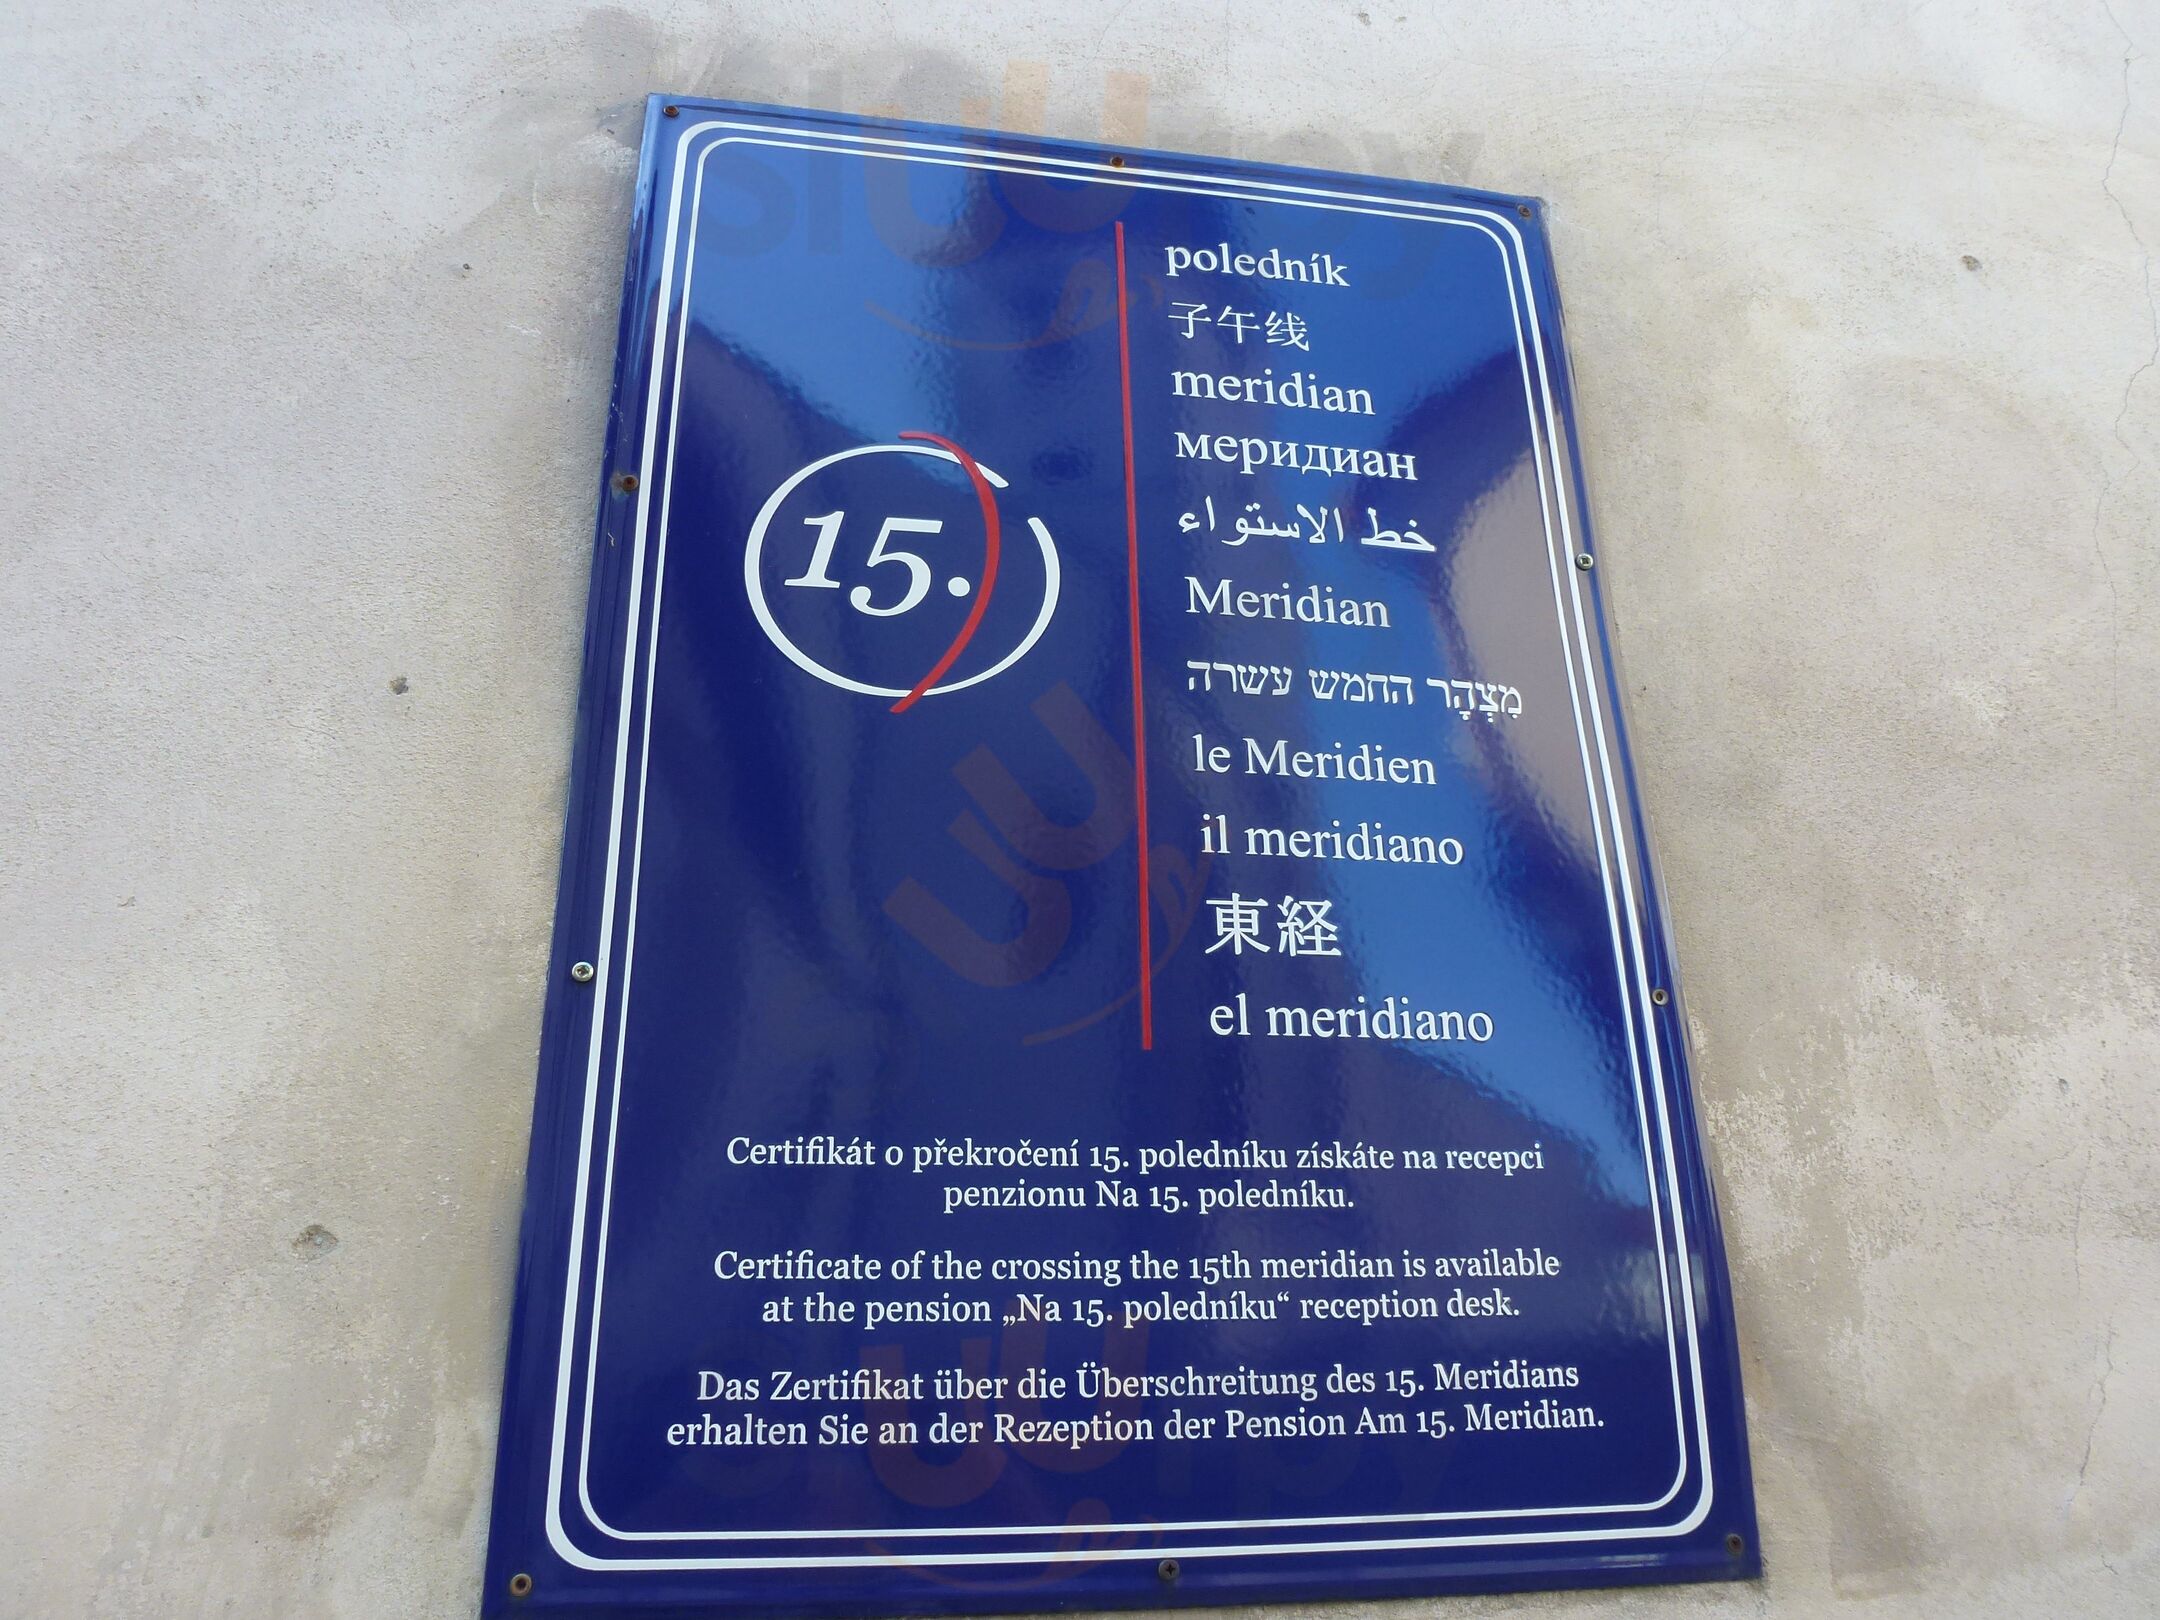 15.
poledník
子午线
meridian
меридиан
خط الاستواء
Meridian
מִצְהָר החמש עשרה
le Meridien
il meridiano
東経
el meridiano
Certifikát o překročení 15. poledníku získáte na recepci
penzionu Na 15. poledníku.
Certificate of the crossing the 15th meridian is available
at the pension „Na 15. poledníku“ reception desk.
Das Zertifikat über die Überschreitung des 15. Meridians
erhalten Sie an der Rezeption der Pension Am 15. Meridian.
slurpy
slurpy